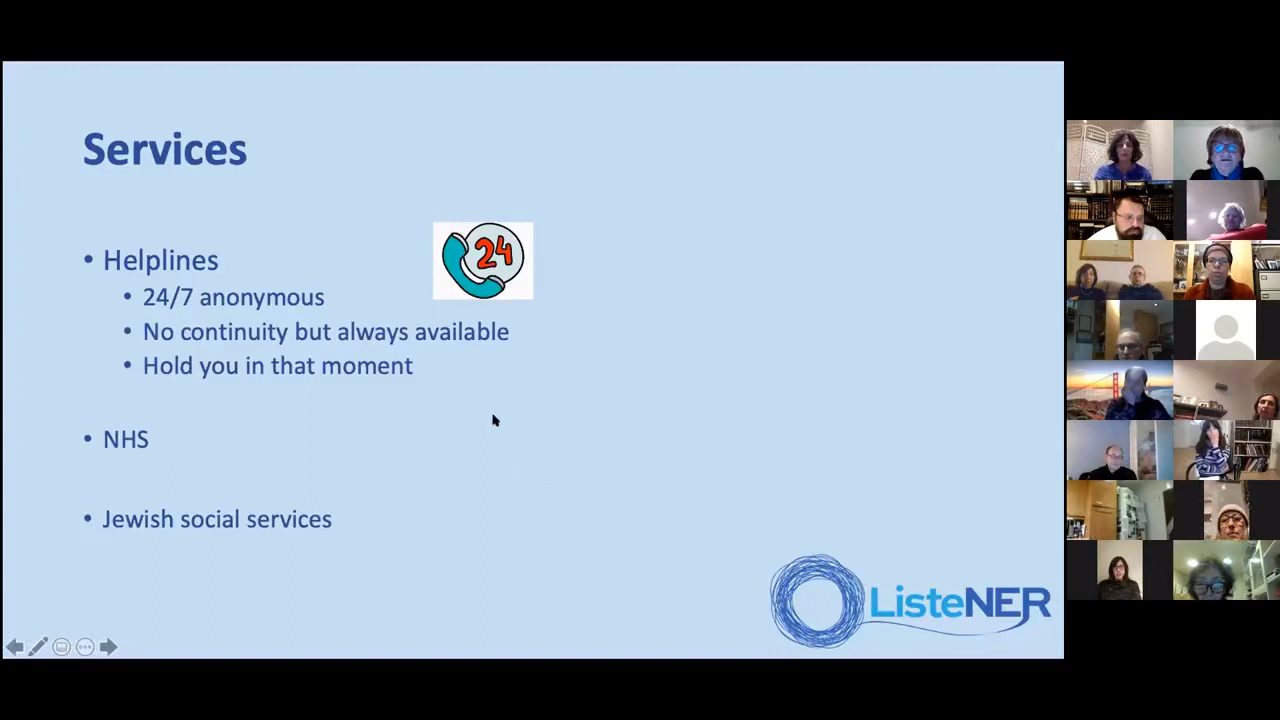 Services
• Helplines
24
• 24/7 anonymous
• No continuity but always available
• Hold you in that moment
• NHS
• Jewish social services
ListeNER